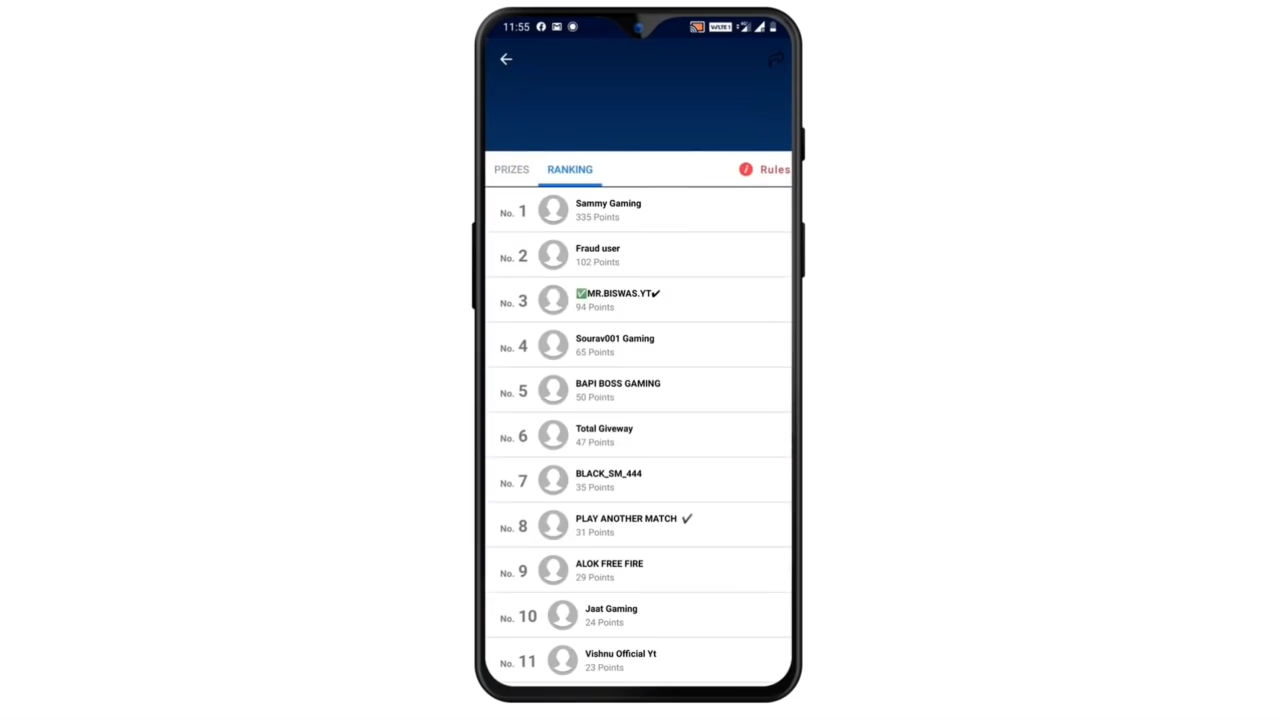 11:55
VoLTE1
PRIZES
RANKING
Rules
No. 1
Sammy Gaming
335 Points
No. 2
Fraud user
102 Points
No. 3
✅MR.BISWAS.YT✔
94 Points
No. 4
Sourav001 Gaming
65 Points
No. 5
BAPI BOSS GAMING
50 Points
No. 6
Total Giveway
47 Points
No. 7
BLACK_SM_444
35 Points
No. 8
PLAY ANOTHER MATCH ✔
31 Points
No. 9
ALOK FREE FIRE
29 Points
No. 10
Jaat Gaming
24 Points
No. 11
Vishnu Official Yt
23 Points